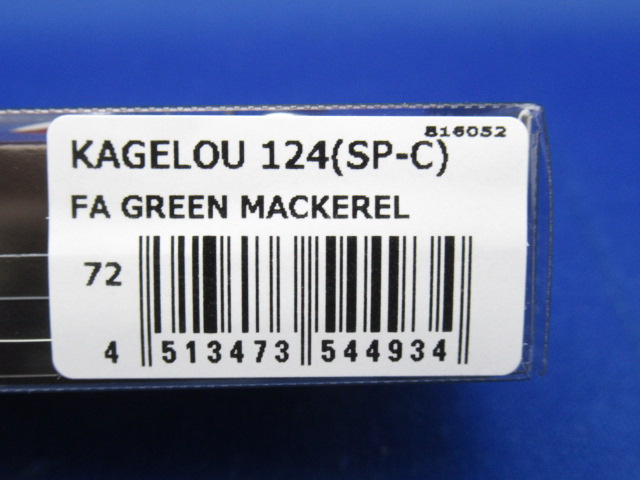 816052
KAGELOU 124(SP-C)
FA GREEN MACKEREL
72
4 513473 544934